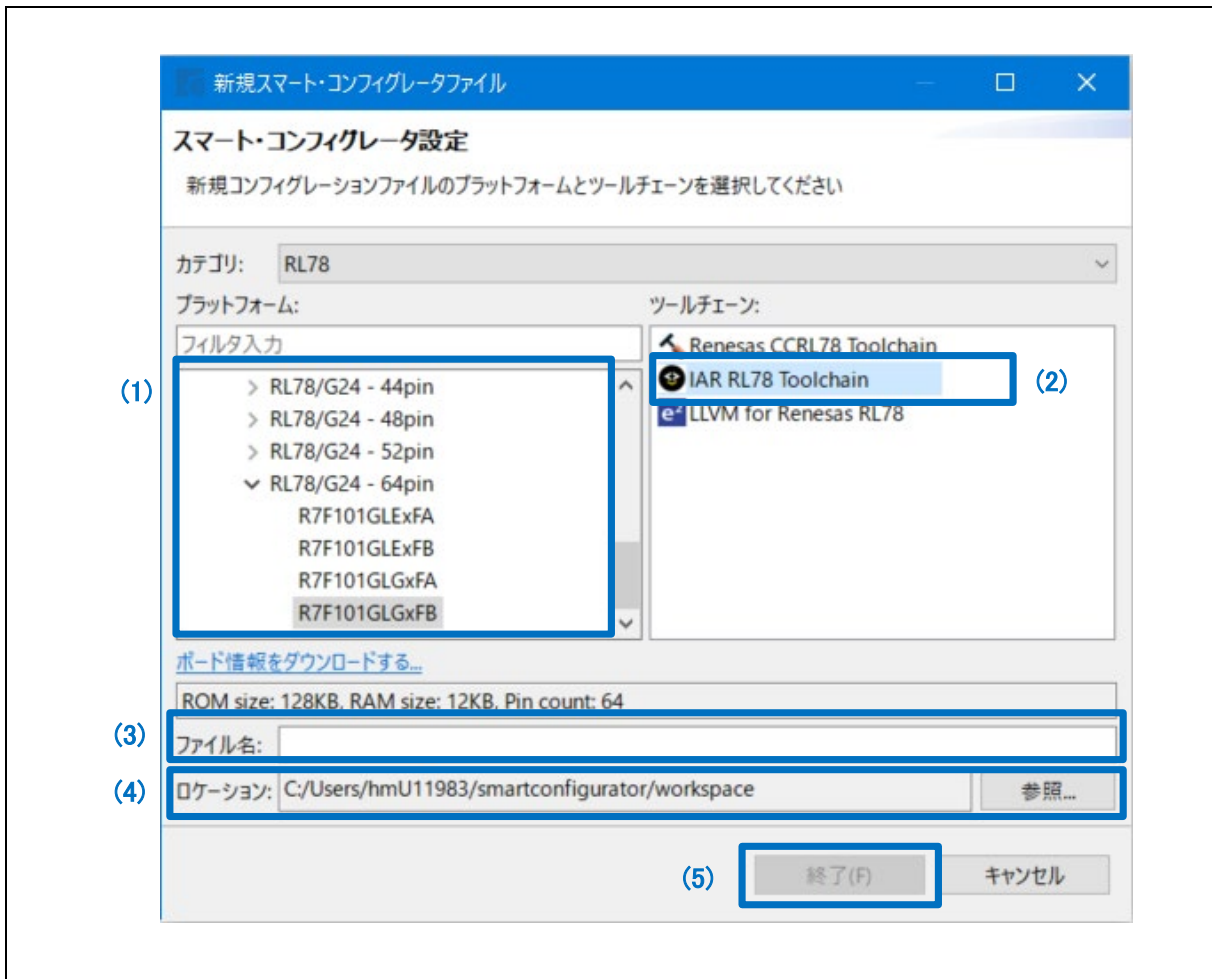 新規スマート・コンフィグレータファイル
スマート・コンフィグレータ設定
新規コンフィグレーションファイルのプラットフォームとツールチェーンを選択してください
カテゴリ: RL78
プラットフォーム:
フィルタ入力
(1)
RL78/G24 - 44pin
RL78/G24 - 48pin
RL78/G24 - 52pin
RL78/G24 - 64pin
R7F101GLExFA
R7F101GLExFB
R7F101GLGxFA
R7F101GLGxFB
ツールチェーン:
Renesas CCRL78 Toolchain
IAR RL78 Toolchain (2)
e² LLVM for Renesas RL78
ボード情報をダウンロードする...
ROM size: 128KB, RAM size: 12KB, Pin count: 64
(3) ファイル名:
(4) ロケーション: C:/Users/hmU11983/smartconfigurator/workspace 参照...
(5) 終了(F) キャンセル